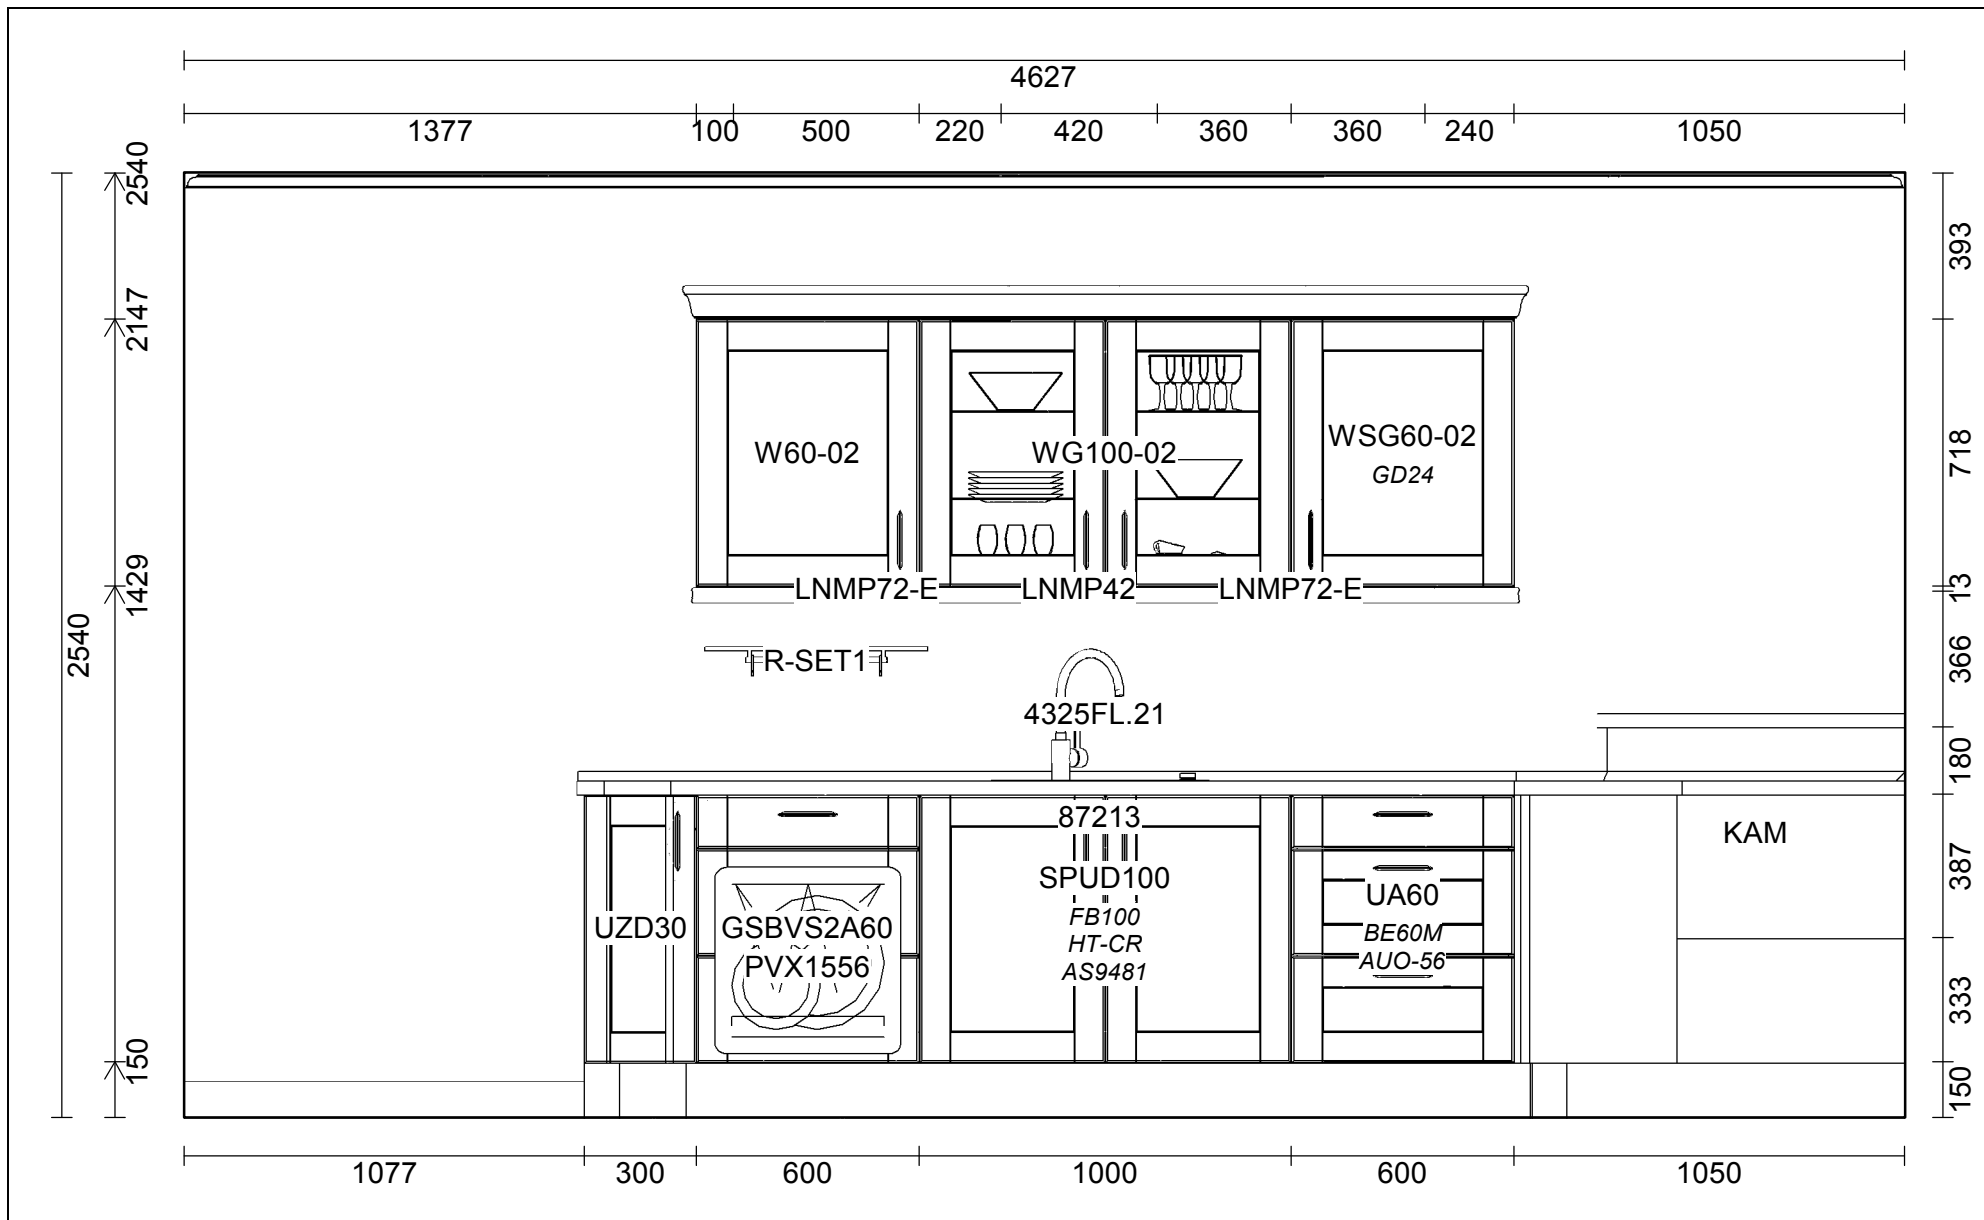 4627
1377 100 500 220 420 360 360 240 1050
2540
2147
1429
2540
150
393
718
13
366
180
387
333
150
W60-02
WG100-02
WSG60-02
GD24
LNMP72-E
LNMP42
LNMP72-E
R-SET1
4325FL.21
87213
KAM
SPUD100
UA60
FB100
UZD30
GSBVS2A60
BE60M
HT-CR
PVX1556
AUO-56
AS9481
1077 300 600 1000 600 1050